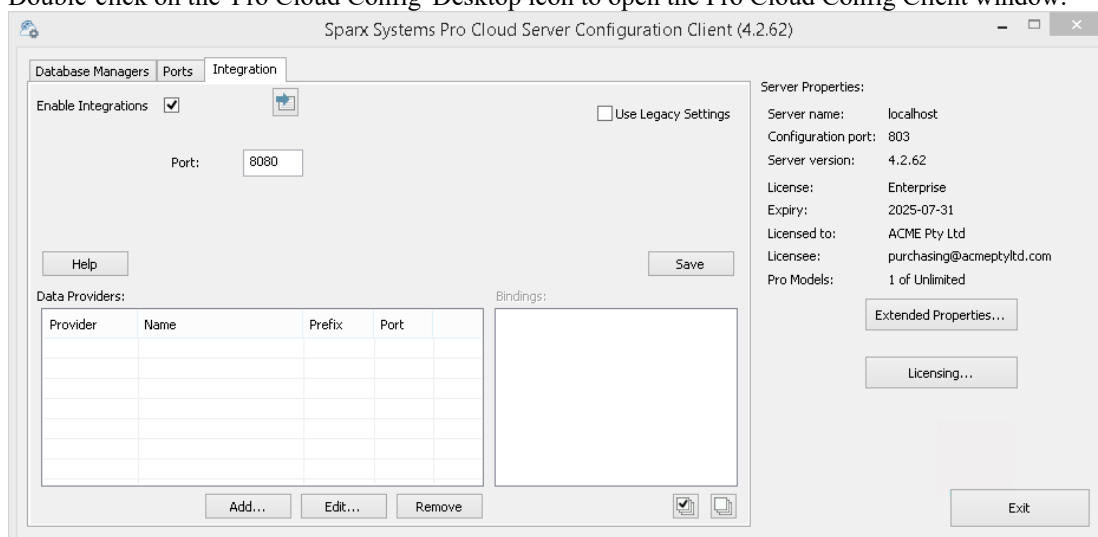 Double-click on the 'Pro Cloud Config' Desktop icon to open the Pro Cloud Config Client window:
Sparx Systems Pro Cloud Server Configuration Client (4.2.62)
Database Managers Ports Integration
Enable Integrations
Use Legacy Settings
Port: 8080
Help
Save
Data Providers:
Bindings:
Provider Name Prefix Port
Add... Edit... Remove
Server Properties:
Server name: localhost
Configuration port: 803
Server version: 4.2.62
License: Enterprise
Expiry: 2025-07-31
Licensed to: ACME Pty Ltd
Licensee: purchasing@acmeptyltd.com
Pro Models: 1 of Unlimited
Extended Properties...
Licensing...
Exit